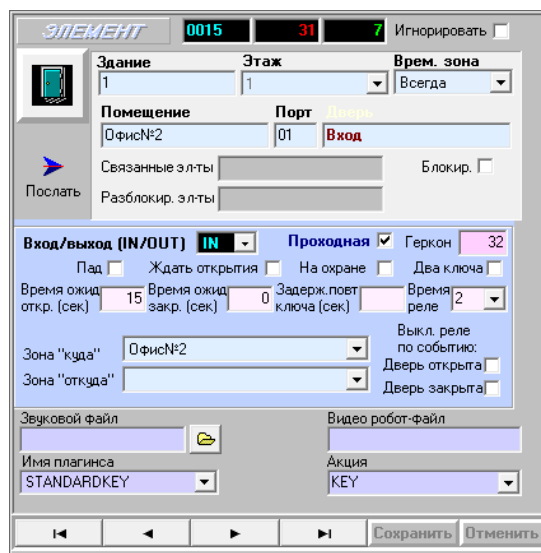 ЭЛЕМЕНТ 0015 31 7 Игнорировать
Здание Этаж Врем. зона
1 1 Всегда
Помещение Порт Дверь
ОфисN²2 01 Вход
Связанные эл-ты Блокир.
Послать Разблокир. эл-ты
Вход/выход (IN/OUT) IN Проходная Геркон 32
Пад Ждать открытия На охране Два ключа
Время ожид 15 Время ожид 0 Задерж.повт Время 2
откр. (сек) закр. (сек) ключа (сек) реле
Выкл. реле
Зона "куда" ОфисN²2 по событию:
Дверь открыта
Зона "откуда" Дверь закрыта
Звуковой файл Видео робот-файл
Имя плагинса Акция
STANDARDKEY KEY
Сохранить Отменить